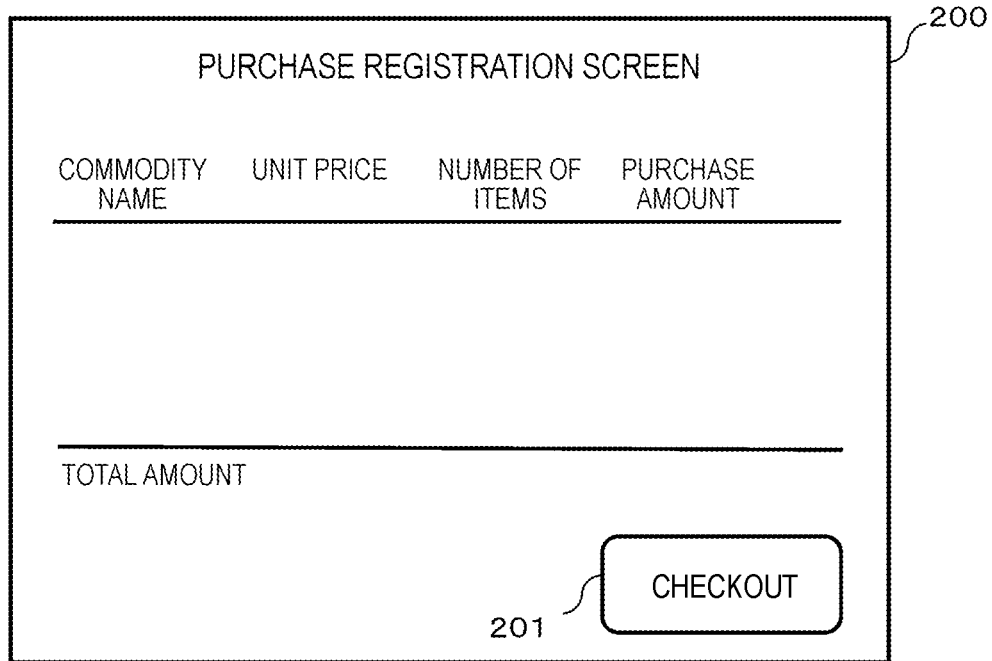 200
PURCHASE REGISTRATION SCREEN
COMMODITY NAME UNIT PRICE NUMBER OF ITEMS PURCHASE AMOUNT
TOTAL AMOUNT
CHECKOUT
201